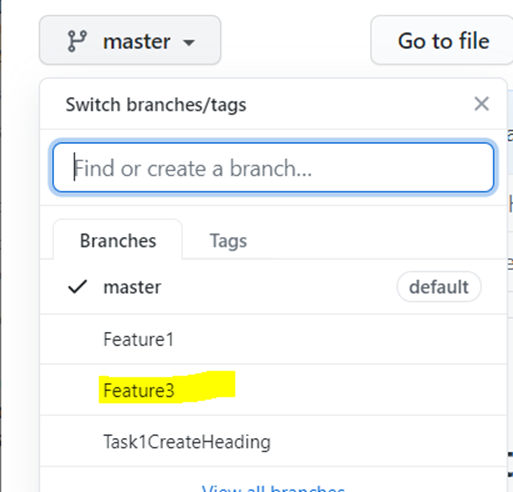 master
Go to file
Switch branches/tags
Find or create a branch...
Branches Tags
master default
Feature1
Feature3
Task1CreateHeading
View all branches